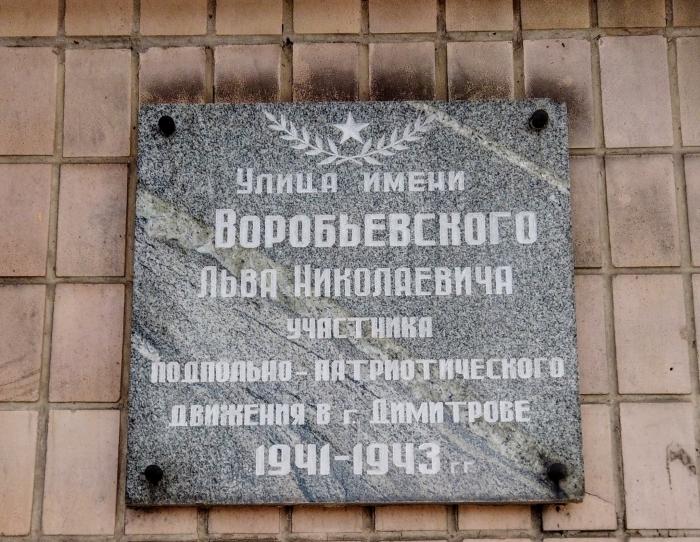 Улица имени
Воробьевского
Льва Николаевича
участника
подпольно-патриотического
движения в г. Димитрове
1941-1943 гг